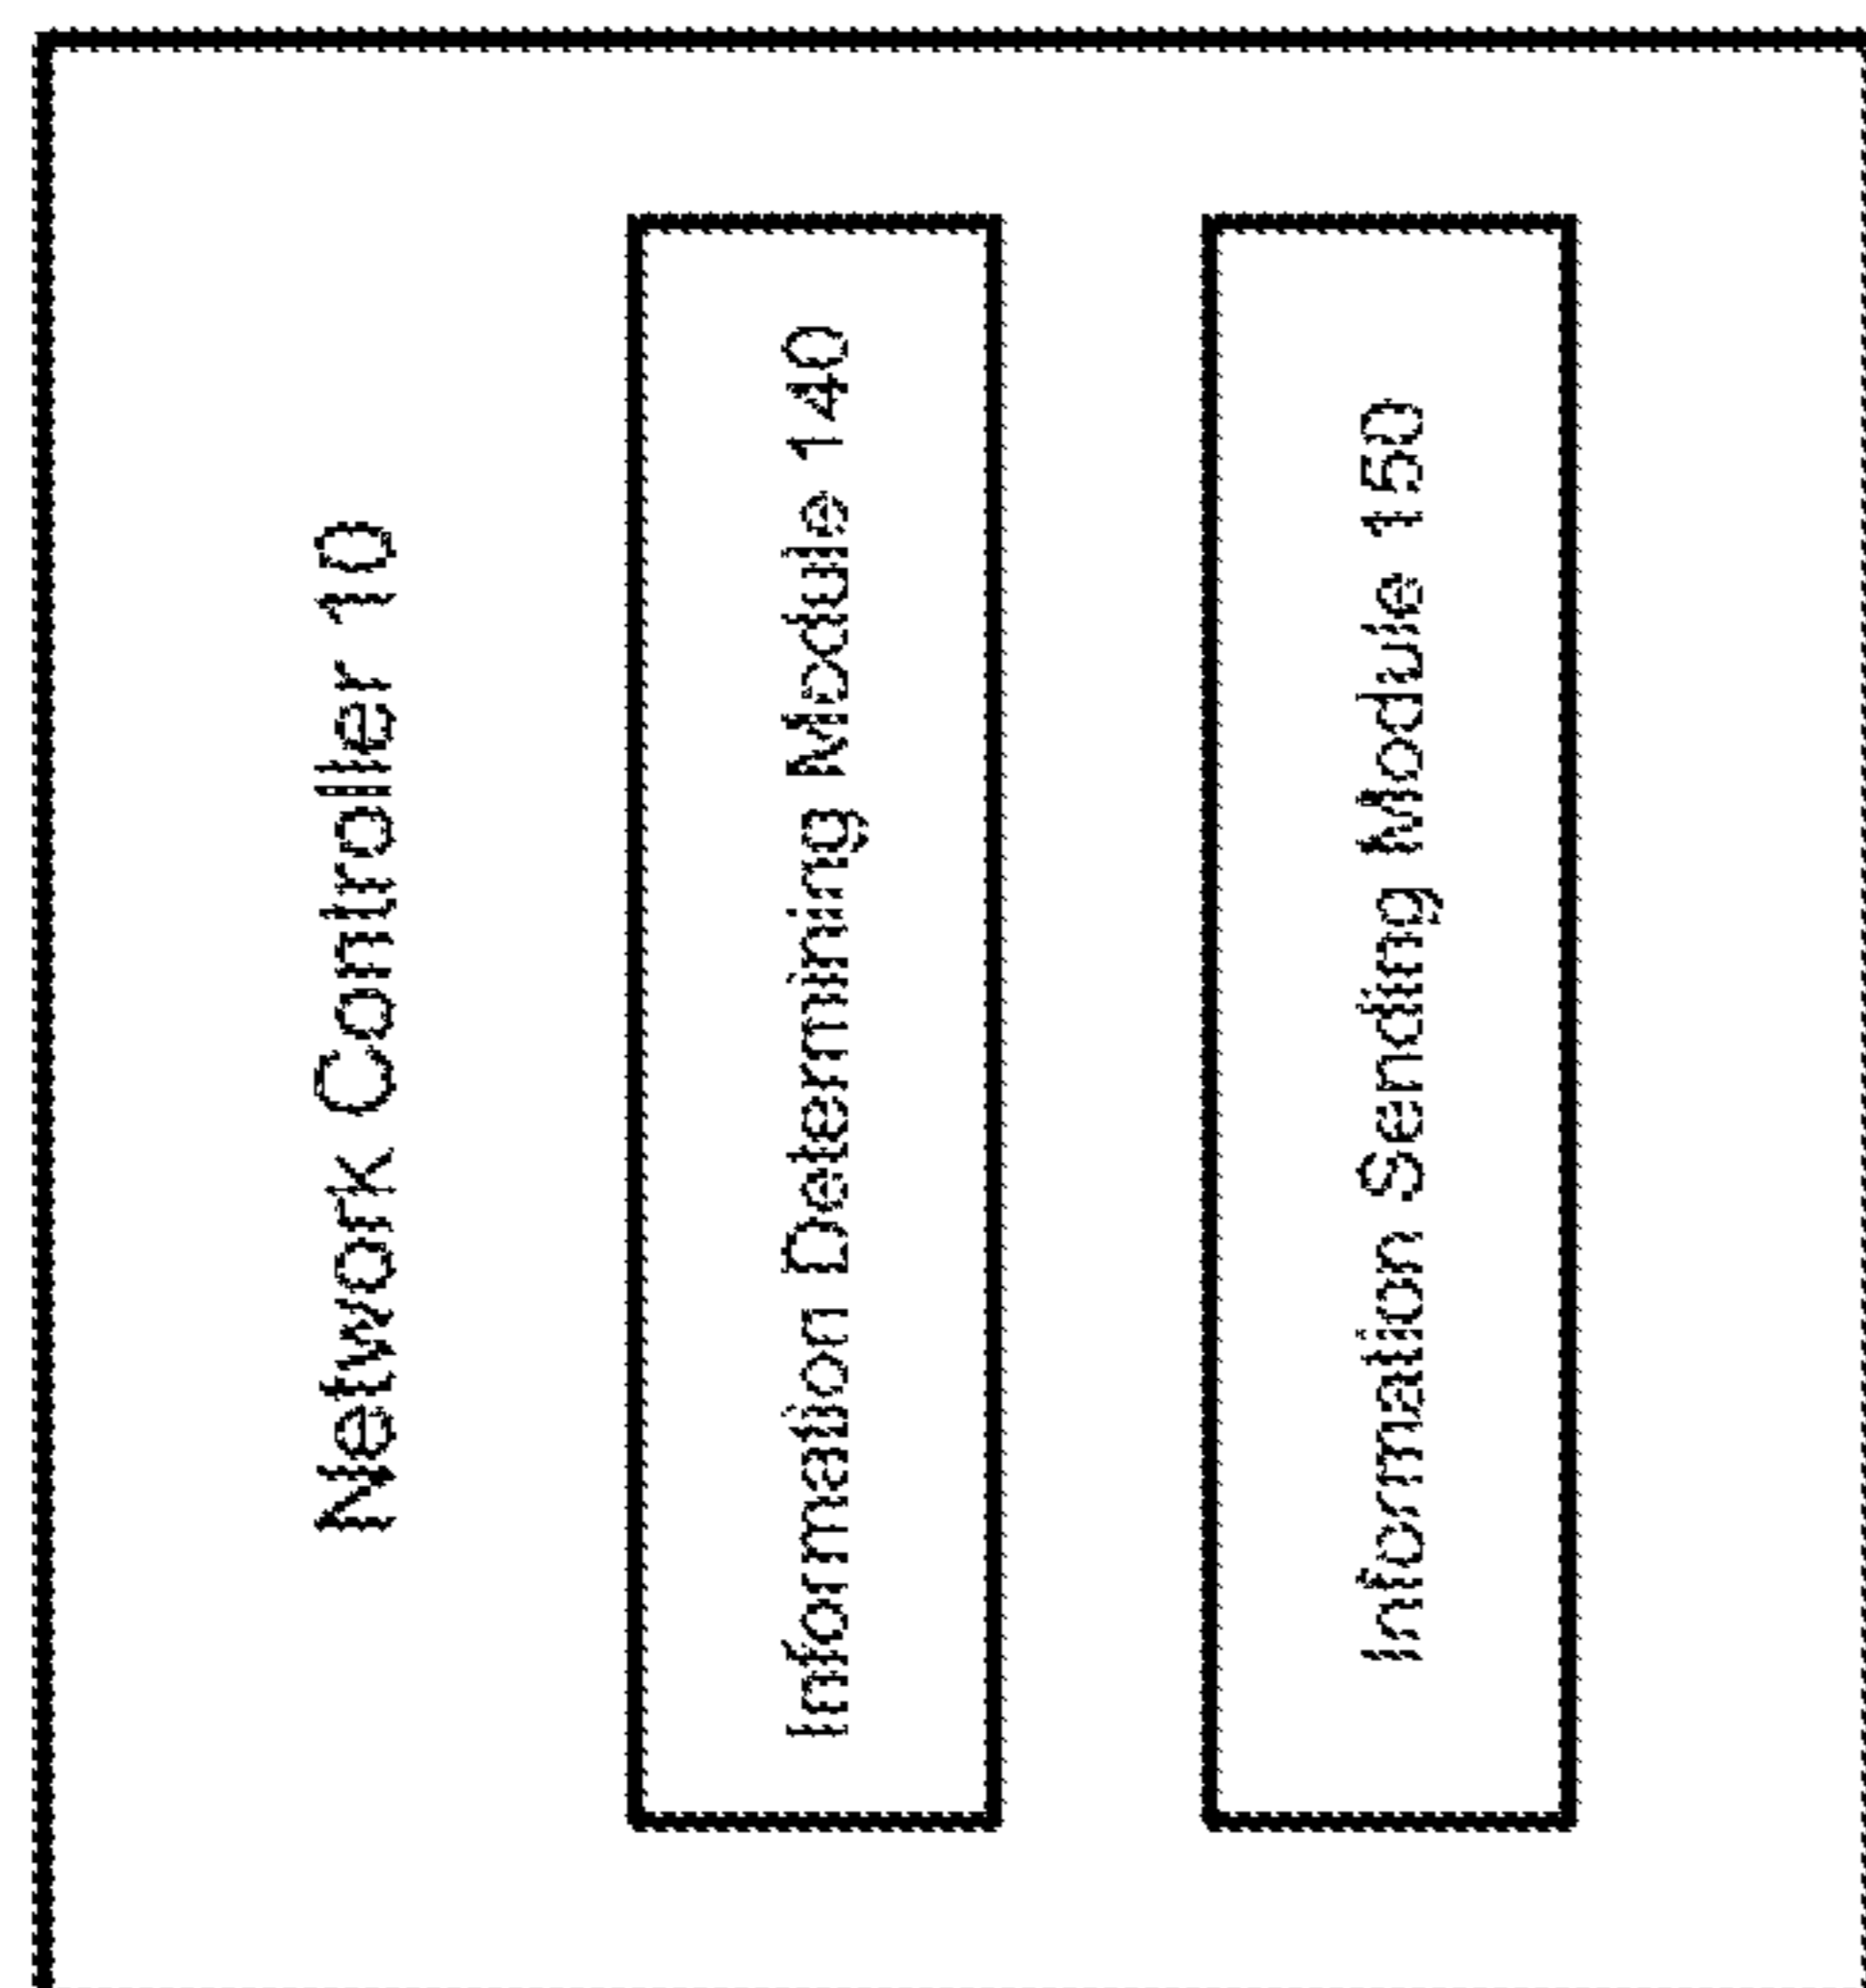 Network Controller 10
Information Determining Module 140
Information Sending Module 150